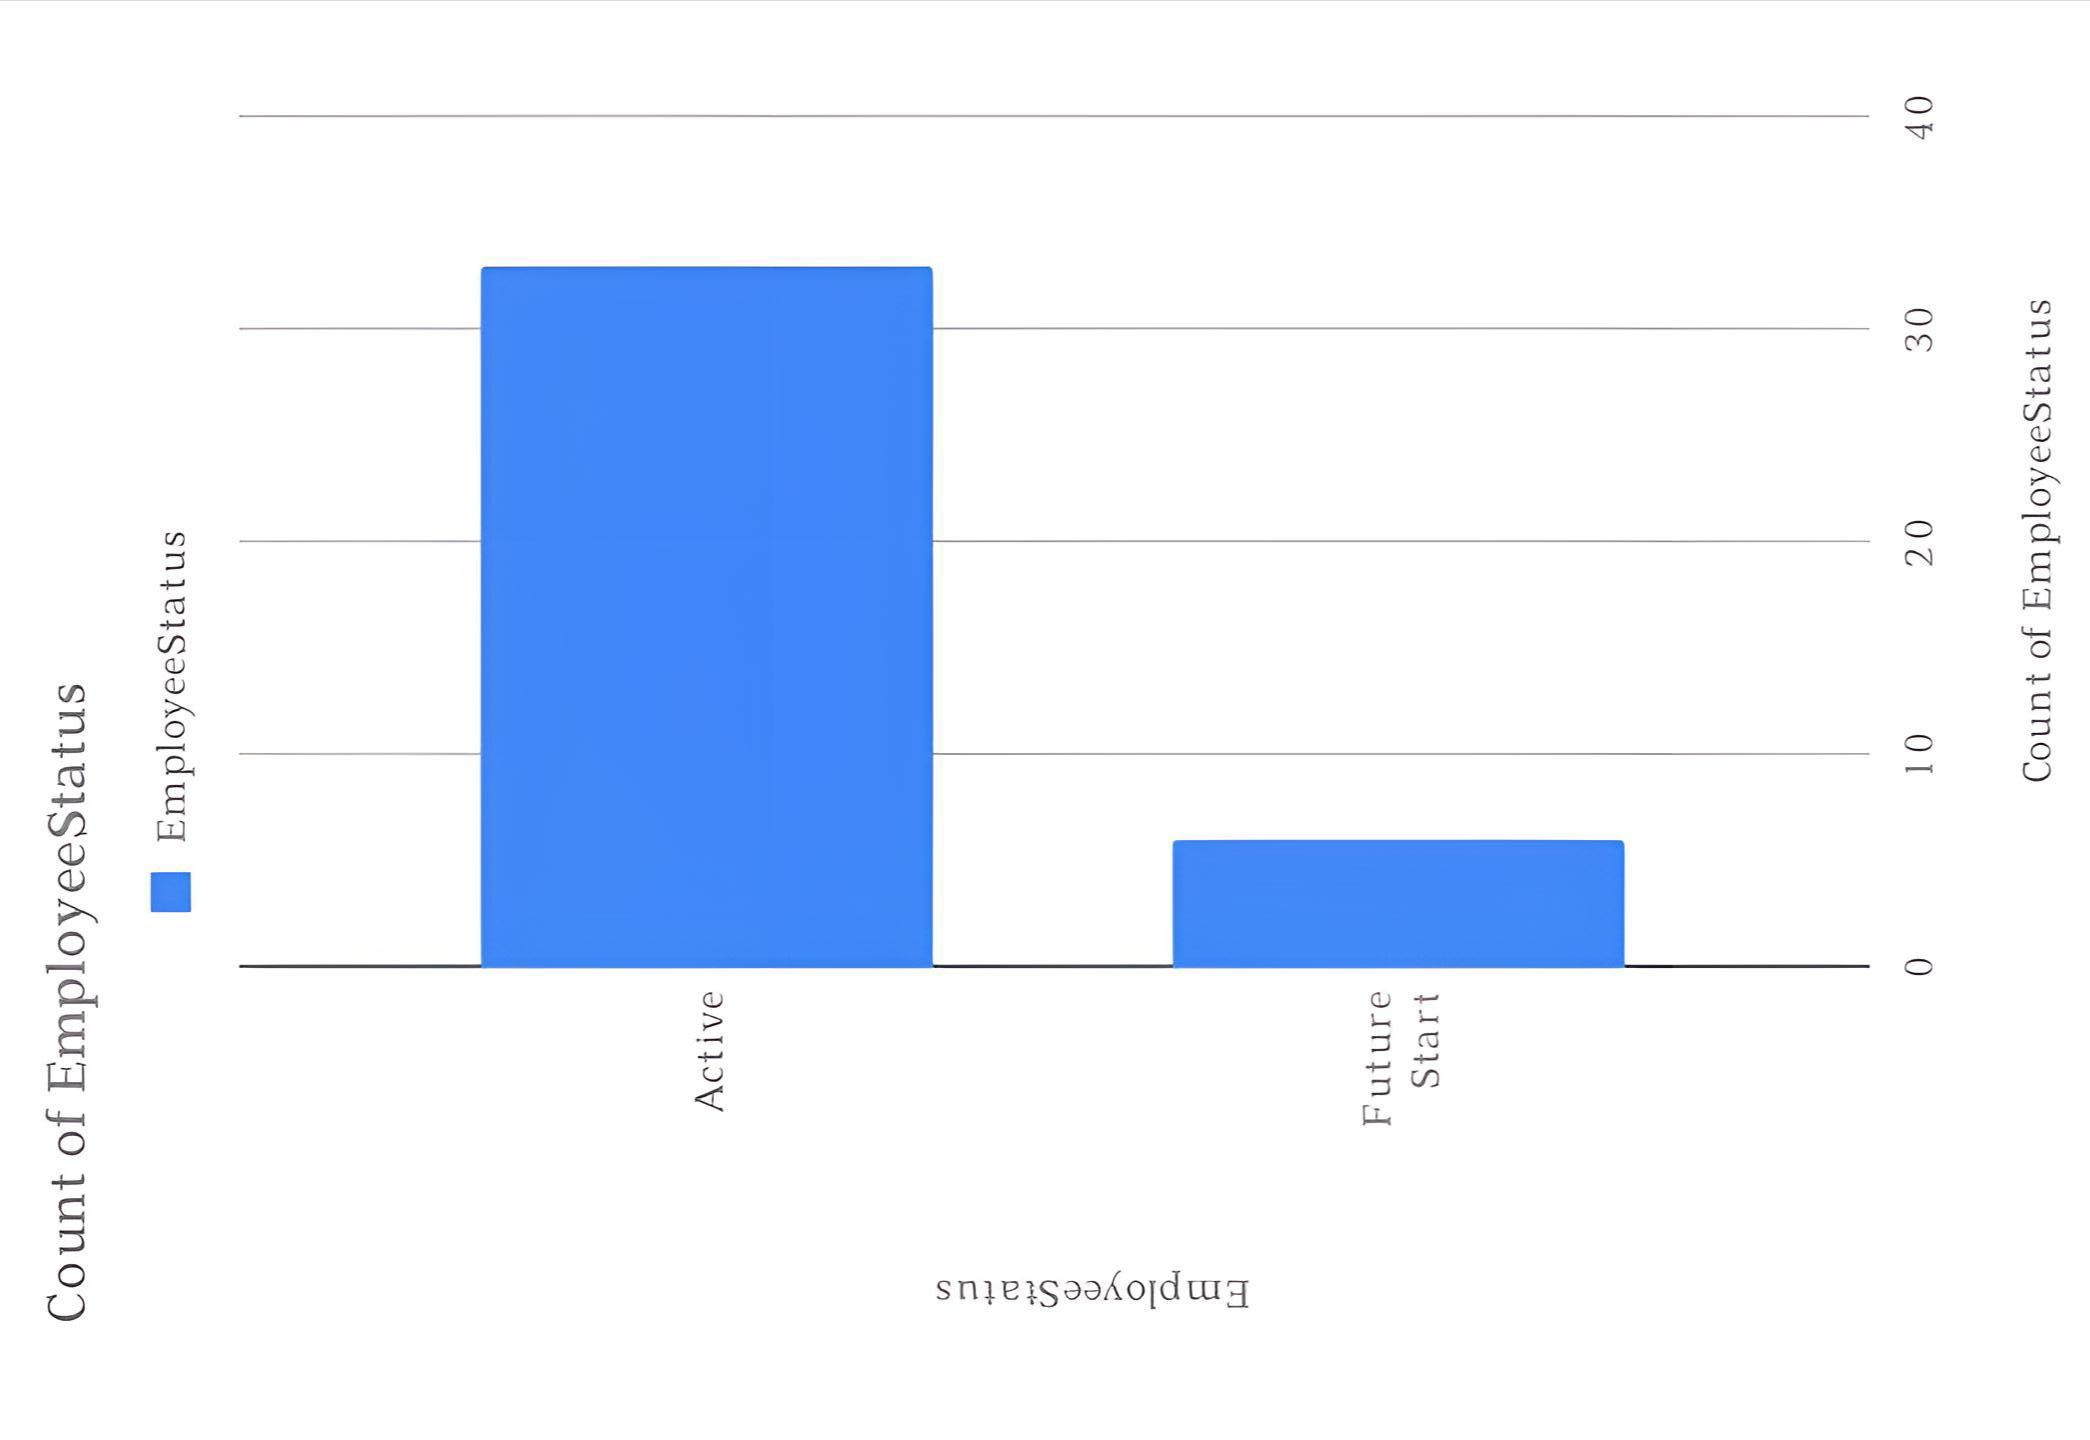 Count of EmployeeStatus
EmployeeStatus
Active
Future
Start
0
10
20
30
40
Count of EmployeeStatus
EmployeeStatus